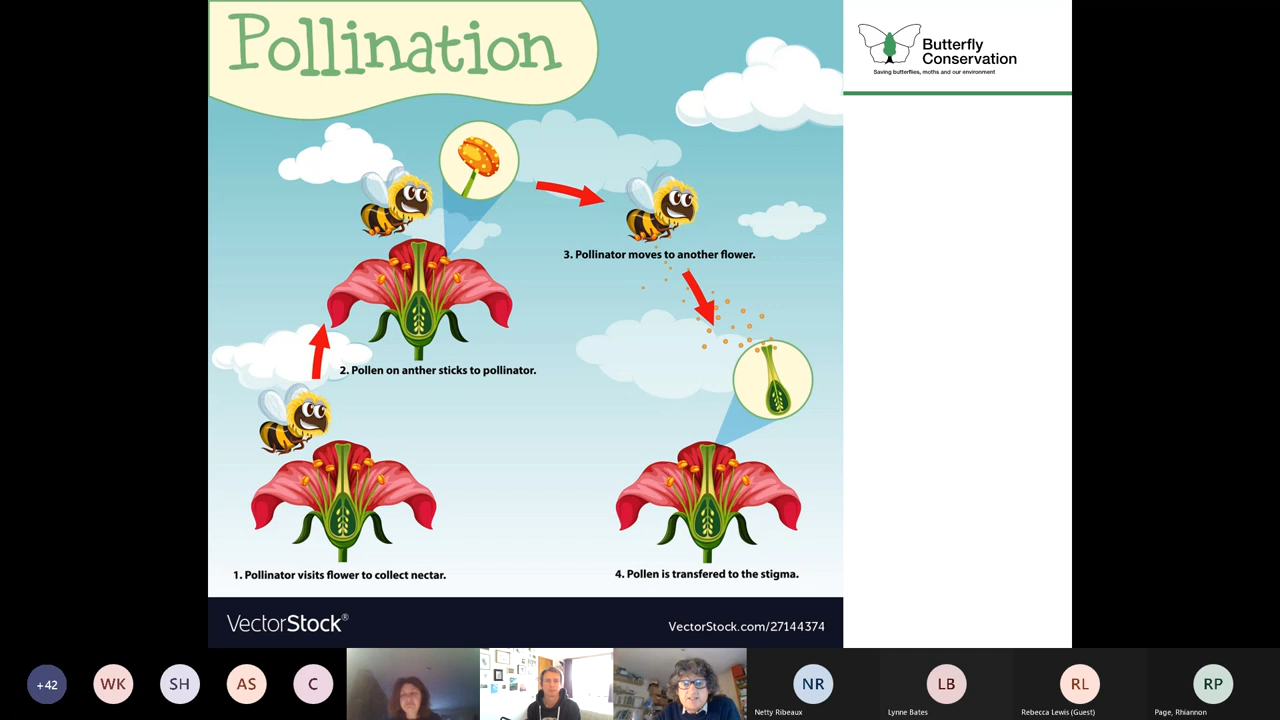 Pollination
Butterfly
Conservation
Saving butterflies, moths and our environment
3. Pollinator moves to another flower.
2. Pollen on anther sticks to pollinator.
1. Pollinator visits flower to collect nectar.
4. Pollen is transfered to the stigma.
VectorStock®
VectorStock.com/27144374
+42
WK
SH
AS
C
NR
LB
RL
RP
Netty Ribeaux
Lynne Bates
Rebecca Lewis (Guest)
Page, Rhiannon